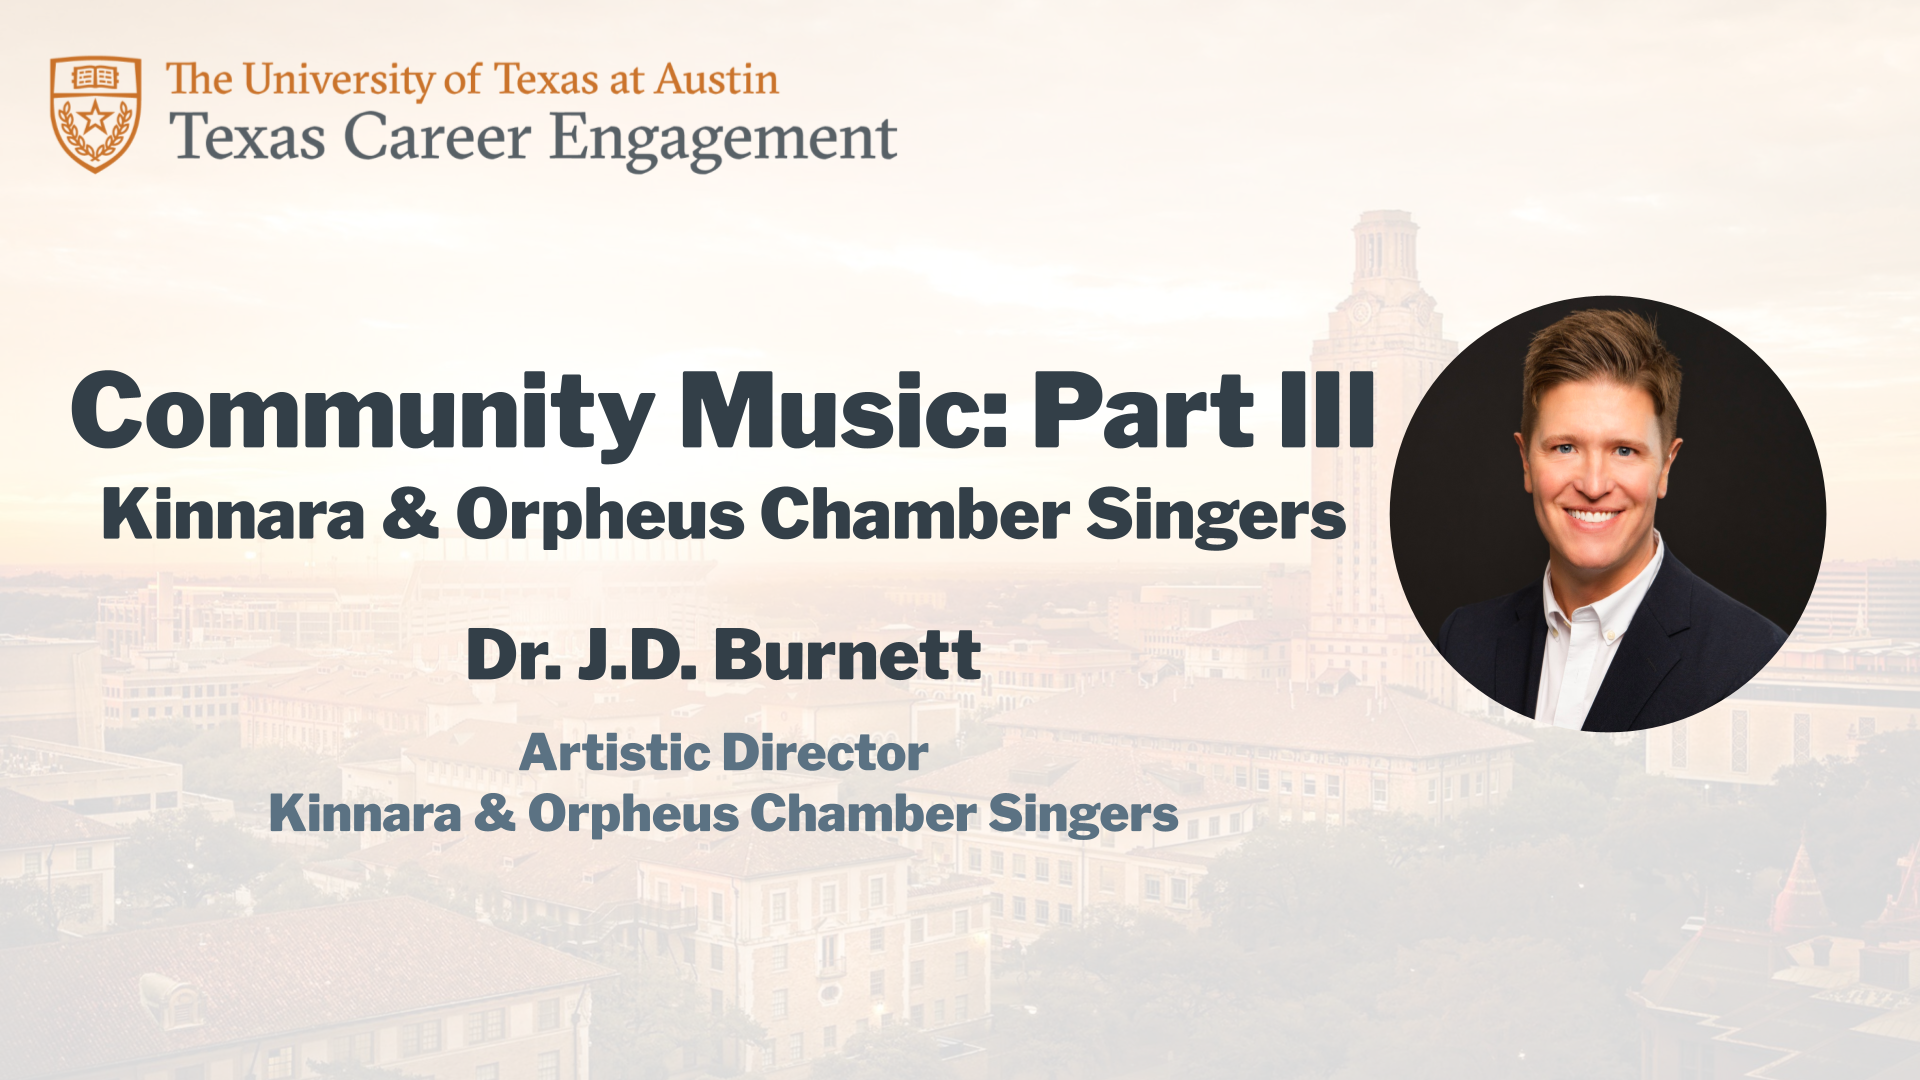 The University of Texas at Austin
Texas Career Engagement
Community Music: Part III
Kinnara & Orpheus Chamber Singers
Dr. J.D. Burnett
Artistic Director
Kinnara & Orpheus Chamber Singers